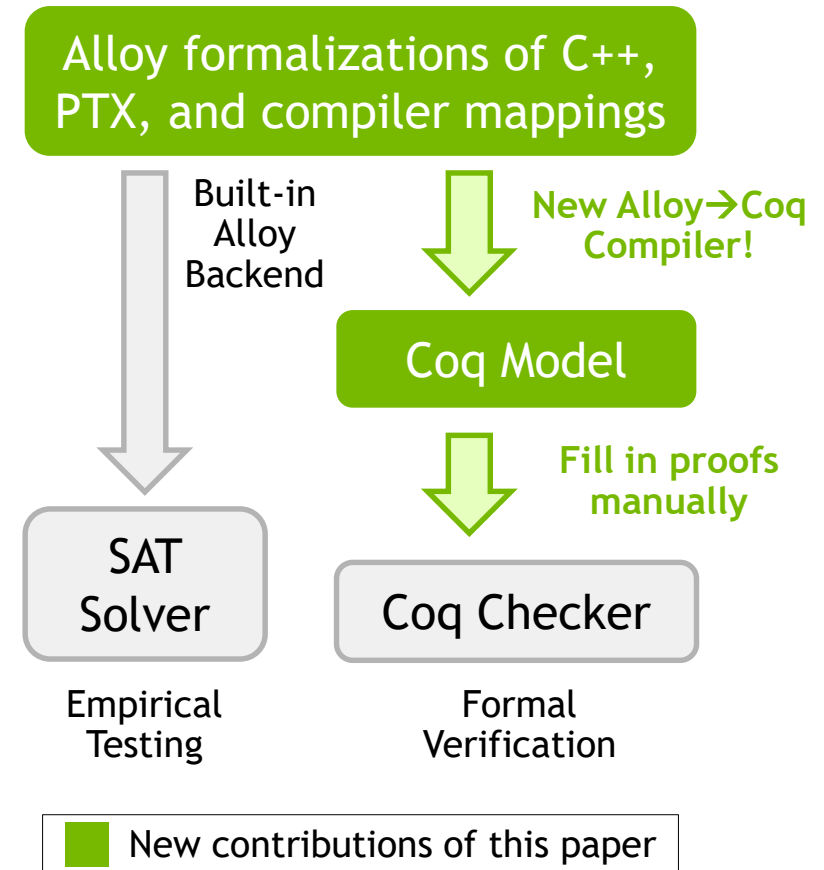 Alloy formalizations of C++,
PTX, and compiler mappings
Built-in
Alloy
Backend
New Alloy→Coq
Compiler!
Coq Model
Fill in proofs
manually
SAT
Solver
Coq Checker
Empirical
Testing
Formal
Verification
New contributions of this paper